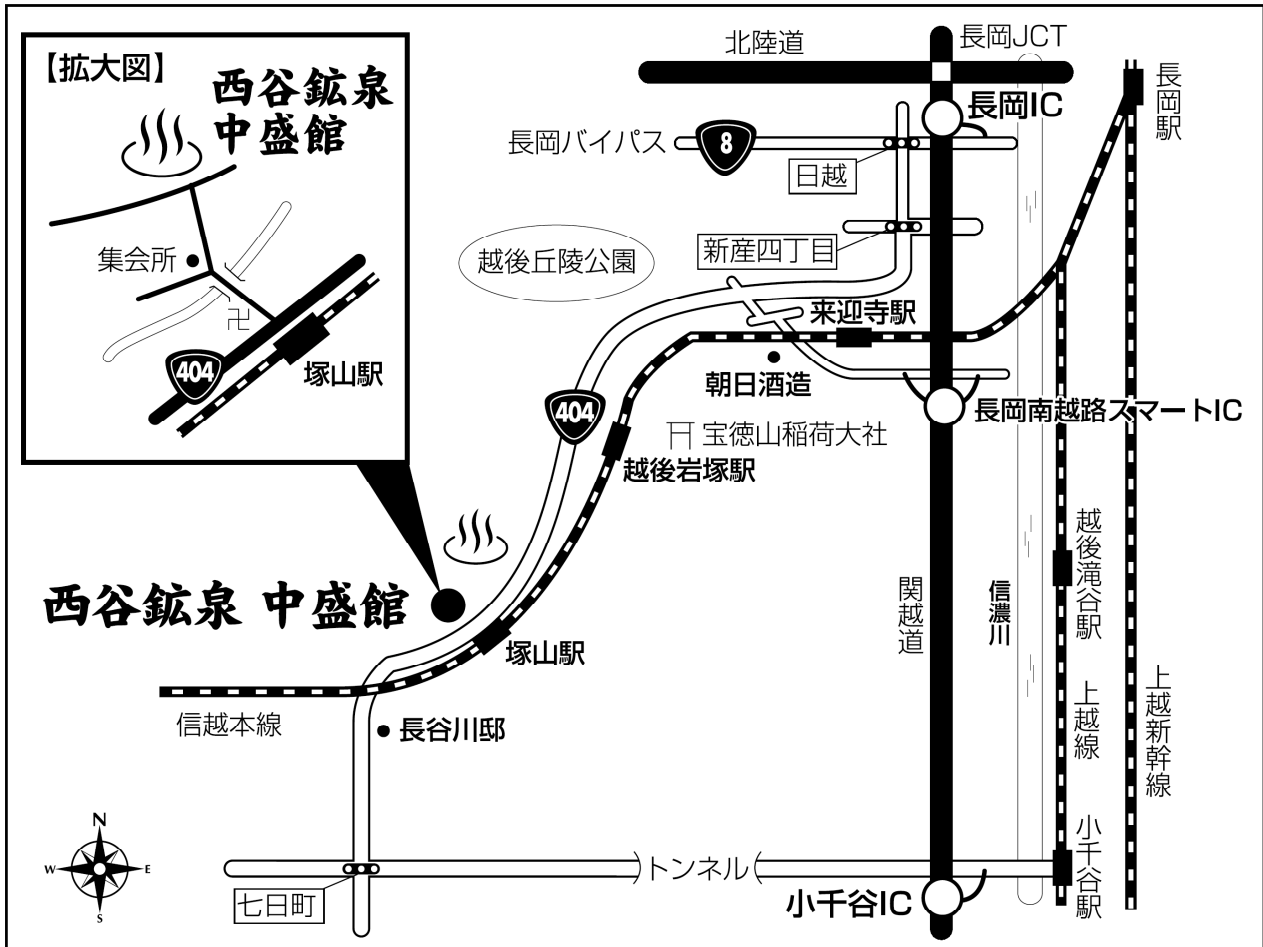 【拡大図】
西谷鉱泉
中盛館
集会所
卍
404
塚山駅
北陸道
長岡JCT
長岡IC
長岡駅
長岡バイパス
8
日越
新産四丁目
越後丘陵公園
来迎寺駅
朝日酒造
長岡南越路スマートIC
404
宝徳山稲荷大社
越後岩塚駅
西谷鉱泉 中盛館
塚山駅
関越道
信濃川
越後滝谷駅
上越線
上越新幹線
信越本線
長谷川邸
N
W
E
S
七日町
トンネル
小千谷IC
小千谷駅